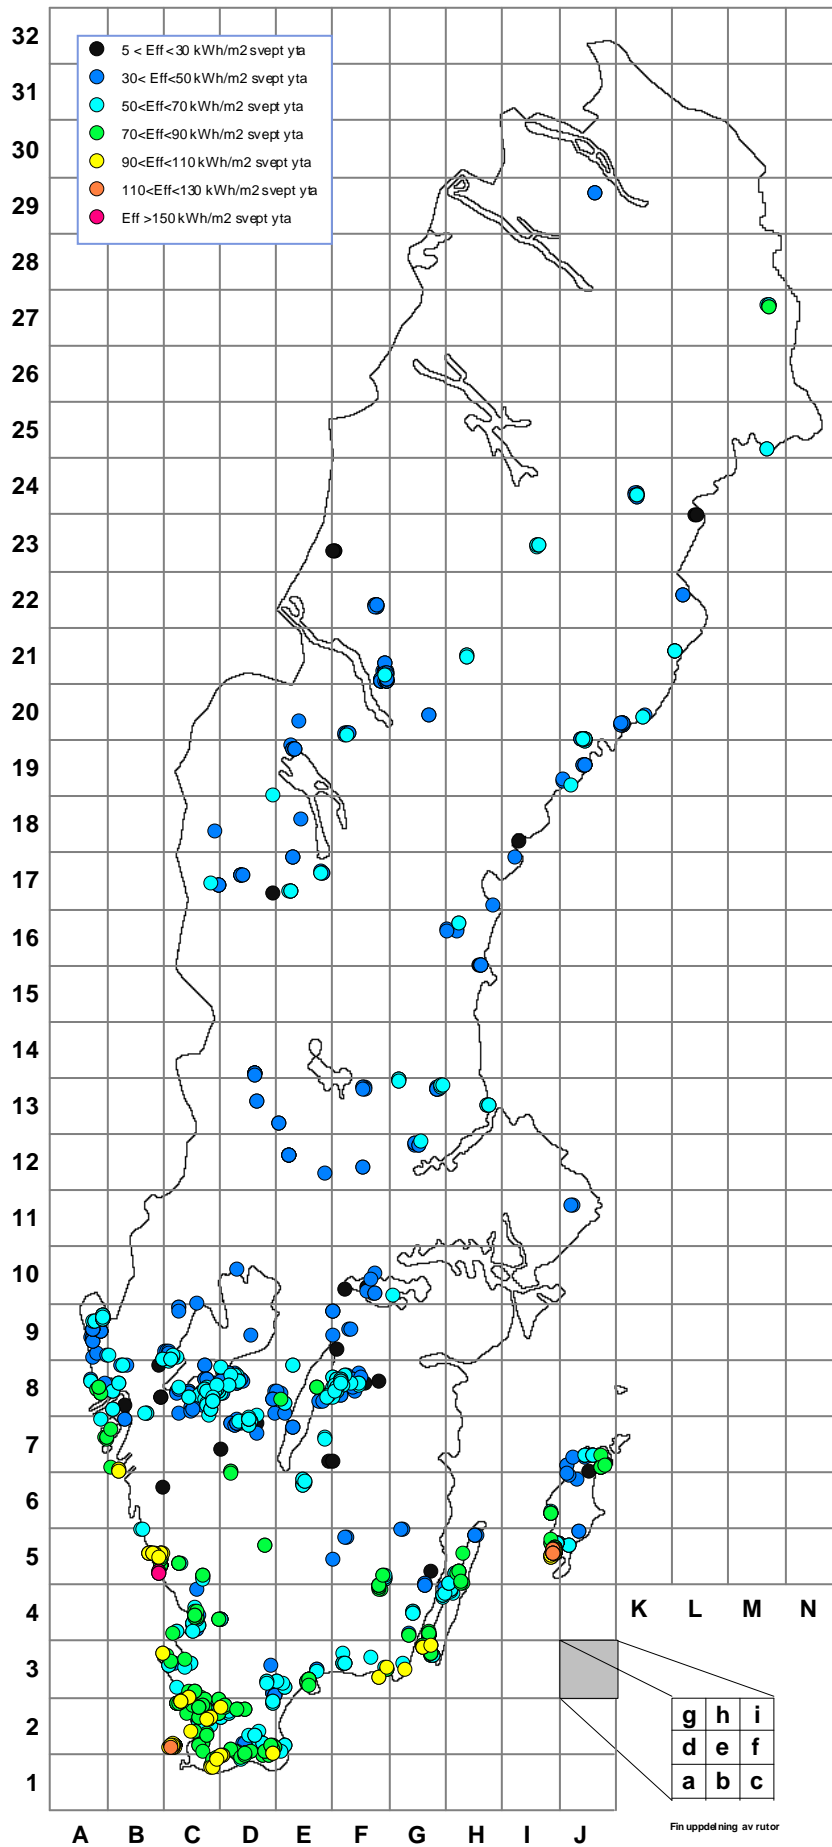 32
5 < Eff<30 kWh/m2 svept yta
30< Eff<50 kWh/m2 svept yta
31
50<Eff<70 kWh/m2 svept yta
70<Eff<90 kWh/m2 svept yta
30
90<Eff<110 kWh/m2 svept yta
110<Eff<130 kWh/m2 svept yta
29
Eff >150 kWh/m2 svept yta
28
27
26
25
24
23
22
21
20
19
18
17
16
15
14
13
12
11
10
9
8
7
6
5
4
K L M N
3
g h i
2
d e f
1
a b c
Fin uppdelning av rutor
A B C D E F G H I J